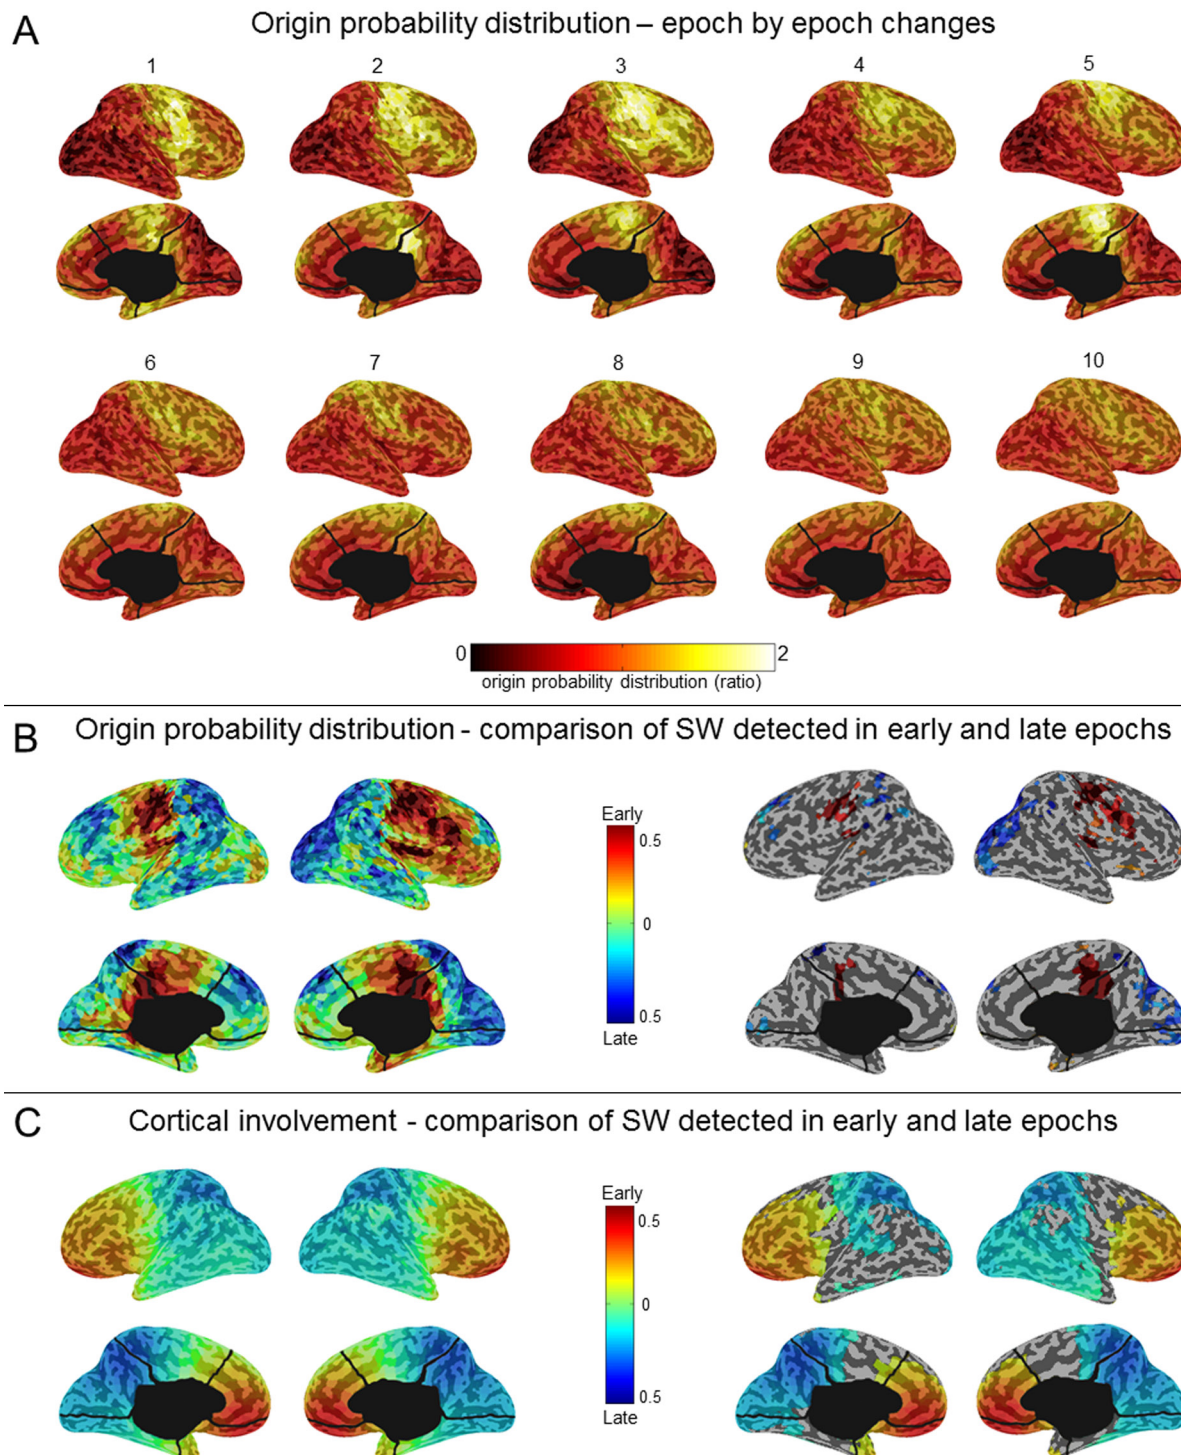 A
Origin probability distribution – epoch by epoch changes
1 2 3 4 5
6 7 8 9 10
0 2
origin probability distribution (ratio)
B
Origin probability distribution - comparison of SW detected in early and late epochs
Early
0.5
0
0.5
Late
C
Cortical involvement - comparison of SW detected in early and late epochs
Early
0.5
0
0.5
Late